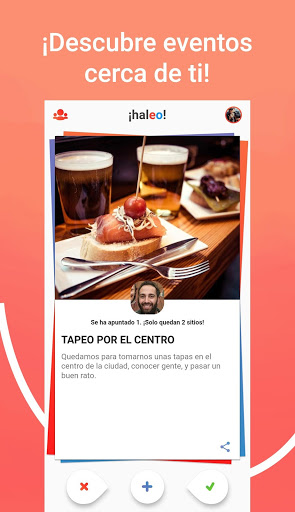 ¡Descubre eventos
cerca de ti!
¡haleo!
Se ha apuntado 1. ¡Solo quedan 2 sitios!
TAPEO POR EL CENTRO
Quedamos para tomarnos unas tapas en el
centro de la ciudad, conocer gente, y pasar un
buen rato.